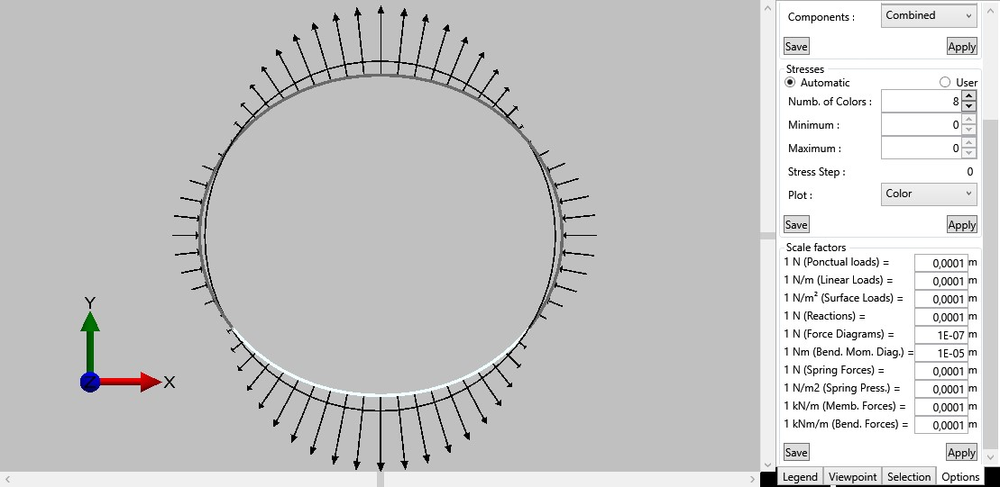 Components :
Combined
Save
Apply
Stresses
Automatic
User
Numb. of Colors :
8
Minimum :
0
Maximum :
0
Stress Step :
0
Plot :
Color
Save
Apply
Scale factors
1 N (Ponctual loads) = 0,0001 m
1 N/m (Linear Loads) = 0,0001 m
1 N/m² (Surface Loads) = 0,0001 m
1 N (Reactions) = 0,0001 m
1 N (Force Diagrams) = 1E-07 m
1 Nm (Bend. Mom. Diag.) = 1E-05 m
1 N (Spring Forces) = 0,0001 m
1 N/m2 (Spring Press.) = 0,0001 m
1 kN/m (Memb. Forces) = 0,0001 m
1 kNm/m (Bend. Forces) = 0,0001 m
Save
Apply
Legend
Viewpoint
Selection
Options
Y
Z
X